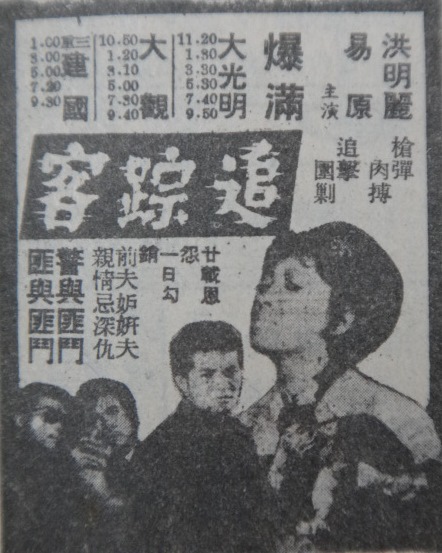 洪明麗
易原
主演
爆滿
大光明
11.20
1.30
3.30
5.30
7.40
9.50
大觀
10.50
1.20
3.10
5.00
7.30
9.40
三重
建國
1.00
3.00
5.00
7.20
9.30
槍彈
肉搏
追擊
圍剿
追踪客
廿載恩
怨
一日勾
銷
前夫妒姘夫
親情忌深仇
警與匪鬥
匪與匪鬥